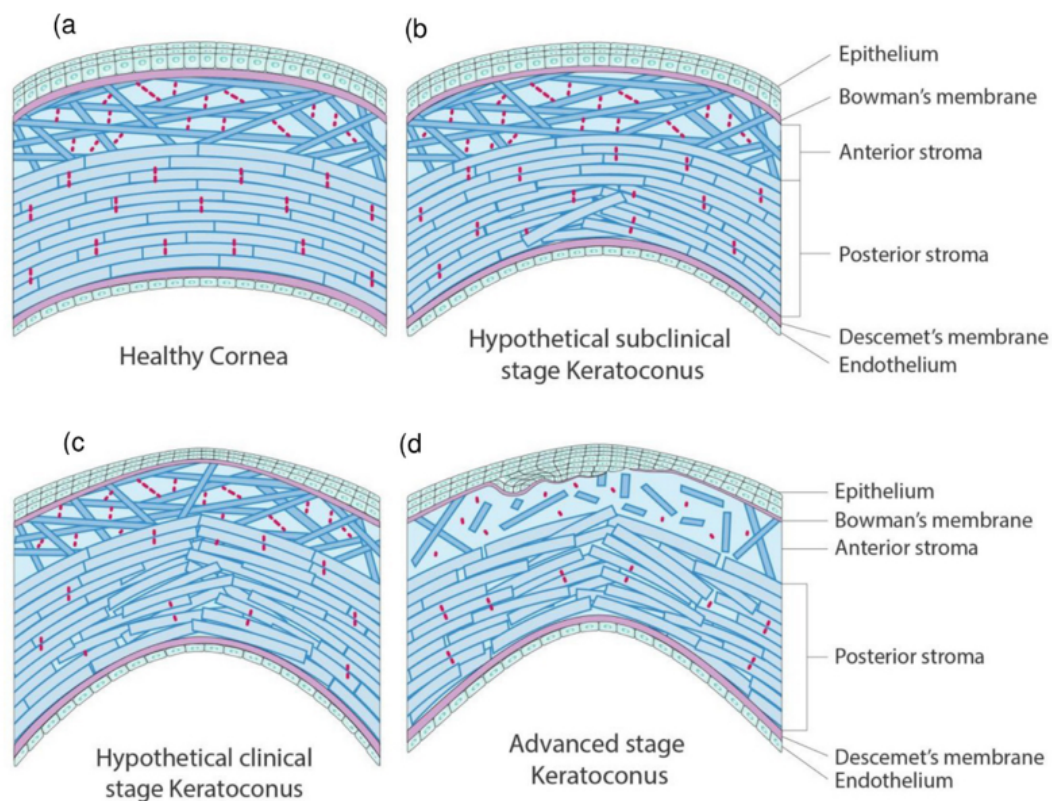 (a
(b
Epithelium
Bowman's membrane
Anterior stroma
Posterior stroma
Descemet's membrane
Endothelium
Healthy Cornea
Hypothetical subclinical
stage Keratoconus
(c
(d
Epithelium
Bowman's membrane
Anterior stroma
Posterior stroma
Descemet's membrane
Endothelium
Hypothetical clinical
stage Keratoconus
Advanced stage
Keratoconus